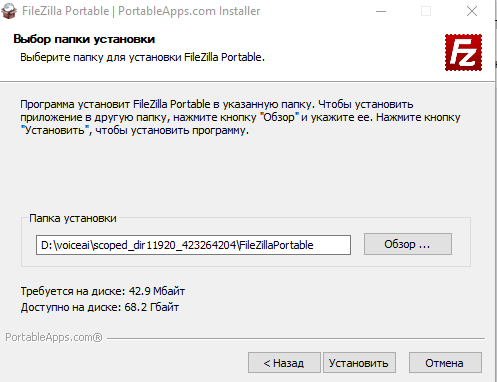 FileZilla Portable | PortableApps.com Installer
Выбор папки установки
Выберите папку для установки FileZilla Portable.
FZ
Программа установит FileZilla Portable в указанную папку. Чтобы установить
приложение в другую папку, нажмите кнопку "Обзор" и укажите ее. Нажмите кнопку
"Установить", чтобы установить программу.
Папка установки
D:\voiceai\scoped_dir11920_423264204\FileZillaPortable
Обзор ...
Требуется на диске: 42.9 Мбайт
Доступно на диске: 68.2 Гбайт
PortableApps.com®
< Назад
Установить
Отмена